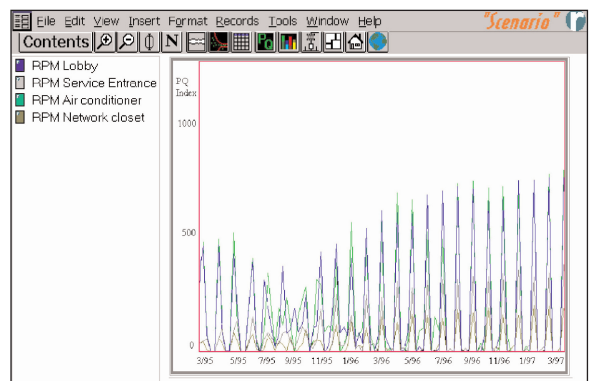 File Edit View Insert Format Records Tools Window Help
"Scenario"
Contents
N
PQ
RPM Lobby
RPM Service Entrance
RPM Air conditioner
RPM Network closet
PQ
Index
1000
500
0
3/95 5/95 7/95 9/95 11/95 1/96 3/96 5/96 7/96 9/96 11/96 1/97 3/97